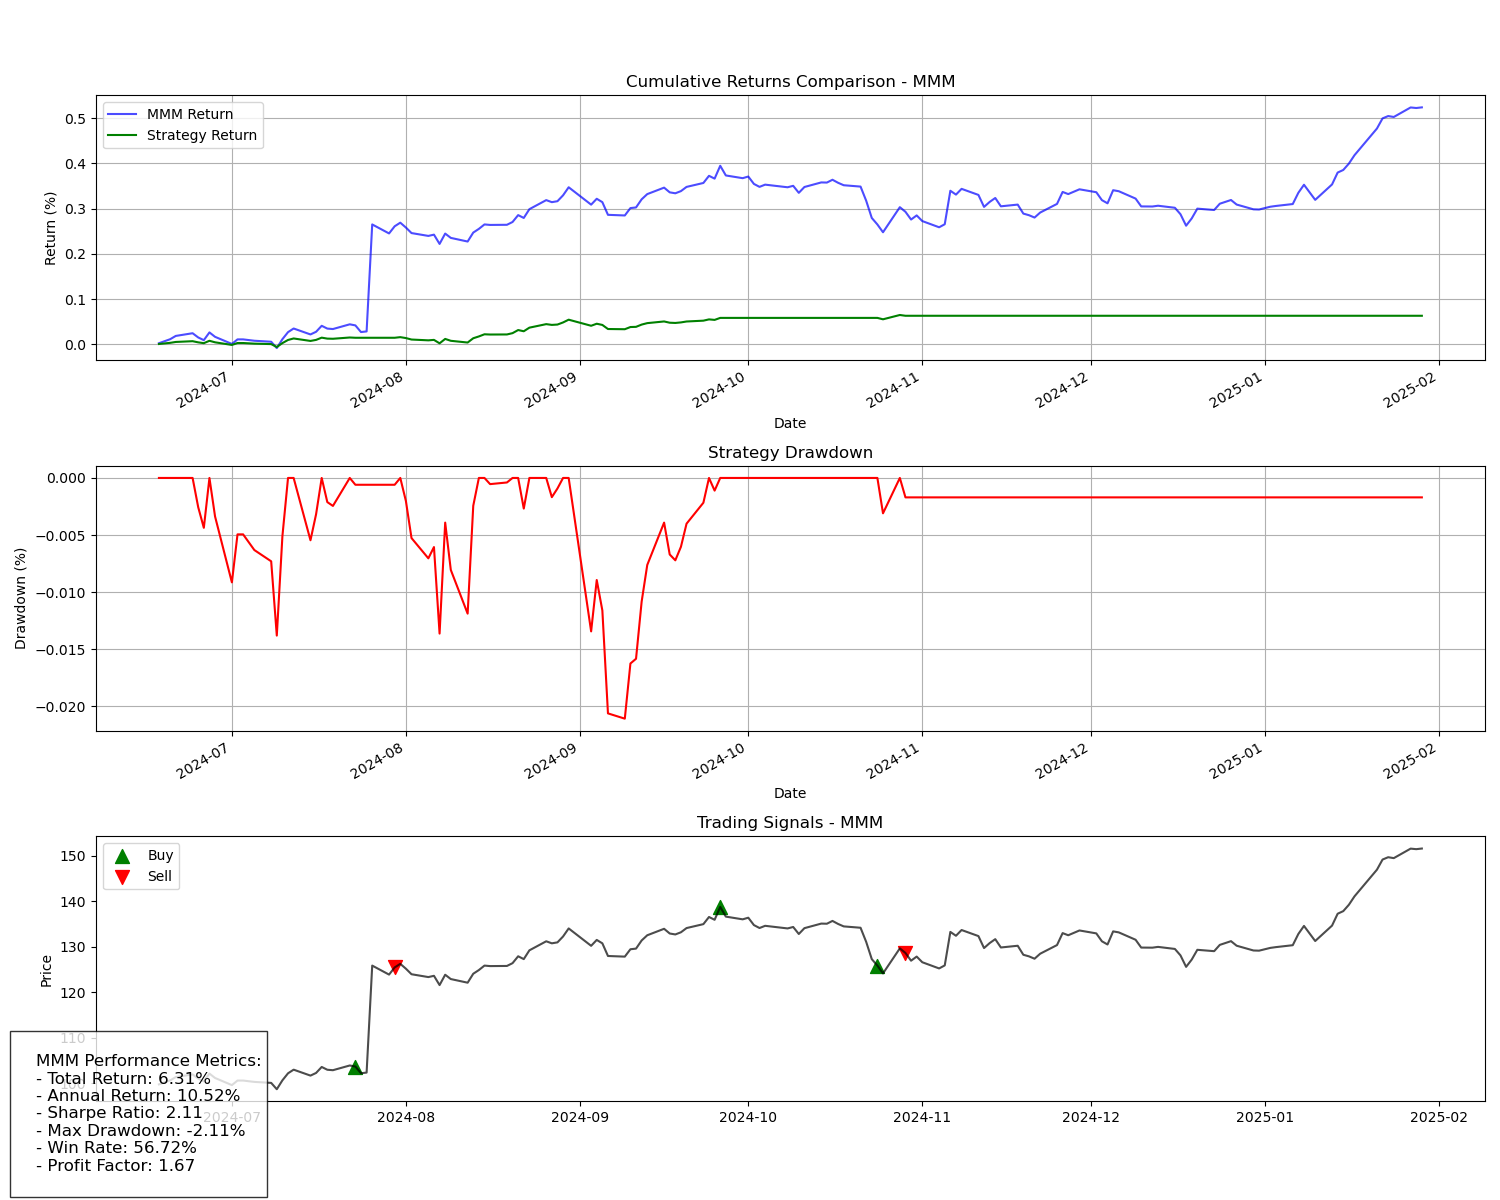 Cumulative Returns Comparison - MMM
MMM Return
Strategy Return
Return (%)
0.5
0.4
0.3
0.2
0.1
0.0
2024-07
2024-08
2024-09
2024-10
2024-11
2024-12
2025-01
2025-02
Date
Strategy Drawdown
Drawdown (%)
0.000
−0.005
−0.010
−0.015
−0.020
2024-07
2024-08
2024-09
2024-10
2024-11
2024-12
2025-01
2025-02
Date
Trading Signals - MMM
Buy
Sell
Price
150
140
130
120
110
100
2024-07
2024-08
2024-09
2024-10
2024-11
2024-12
2025-01
2025-02
MMM Performance Metrics:
- Total Return: 6.31%
- Annual Return: 10.52%
- Sharpe Ratio: 2.11
- Max Drawdown: -2.11%
- Win Rate: 56.72%
- Profit Factor: 1.67